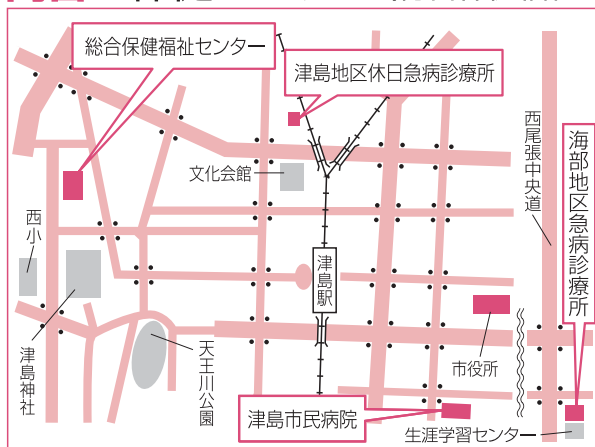 総合保健福祉センター
津島地区休日急病診療所
西尾張中央道
海部地区急病診療所
文化会館
西小
津島駅
津島神社
天王川公園
市役所
津島市民病院
生涯学習センター